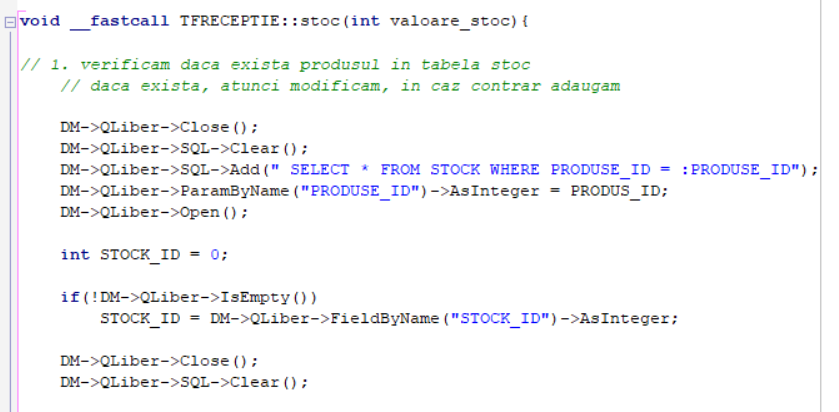 void __fastcall TFRECEPTIE::stoc(int valoare_stoc){
// 1. verificam daca exista produsul in tabela stoc
// daca exista, atunci modificam, in caz contrar adaugam
DM->QLiber->Close();
DM->QLiber->SQL->Clear();
DM->QLiber->SQL->Add(" SELECT * FROM STOCK WHERE PRODUSE_ID = :PRODUSE_ID");
DM->QLiber->ParamByName("PRODUSE_ID")->AsInteger = PRODUS_ID;
DM->QLiber->Open();
int STOCK_ID = 0;
if(!DM->QLiber->IsEmpty())
STOCK_ID = DM->QLiber->FieldByName("STOCK_ID")->AsInteger;
DM->QLiber->Close();
DM->QLiber->SQL->Clear();